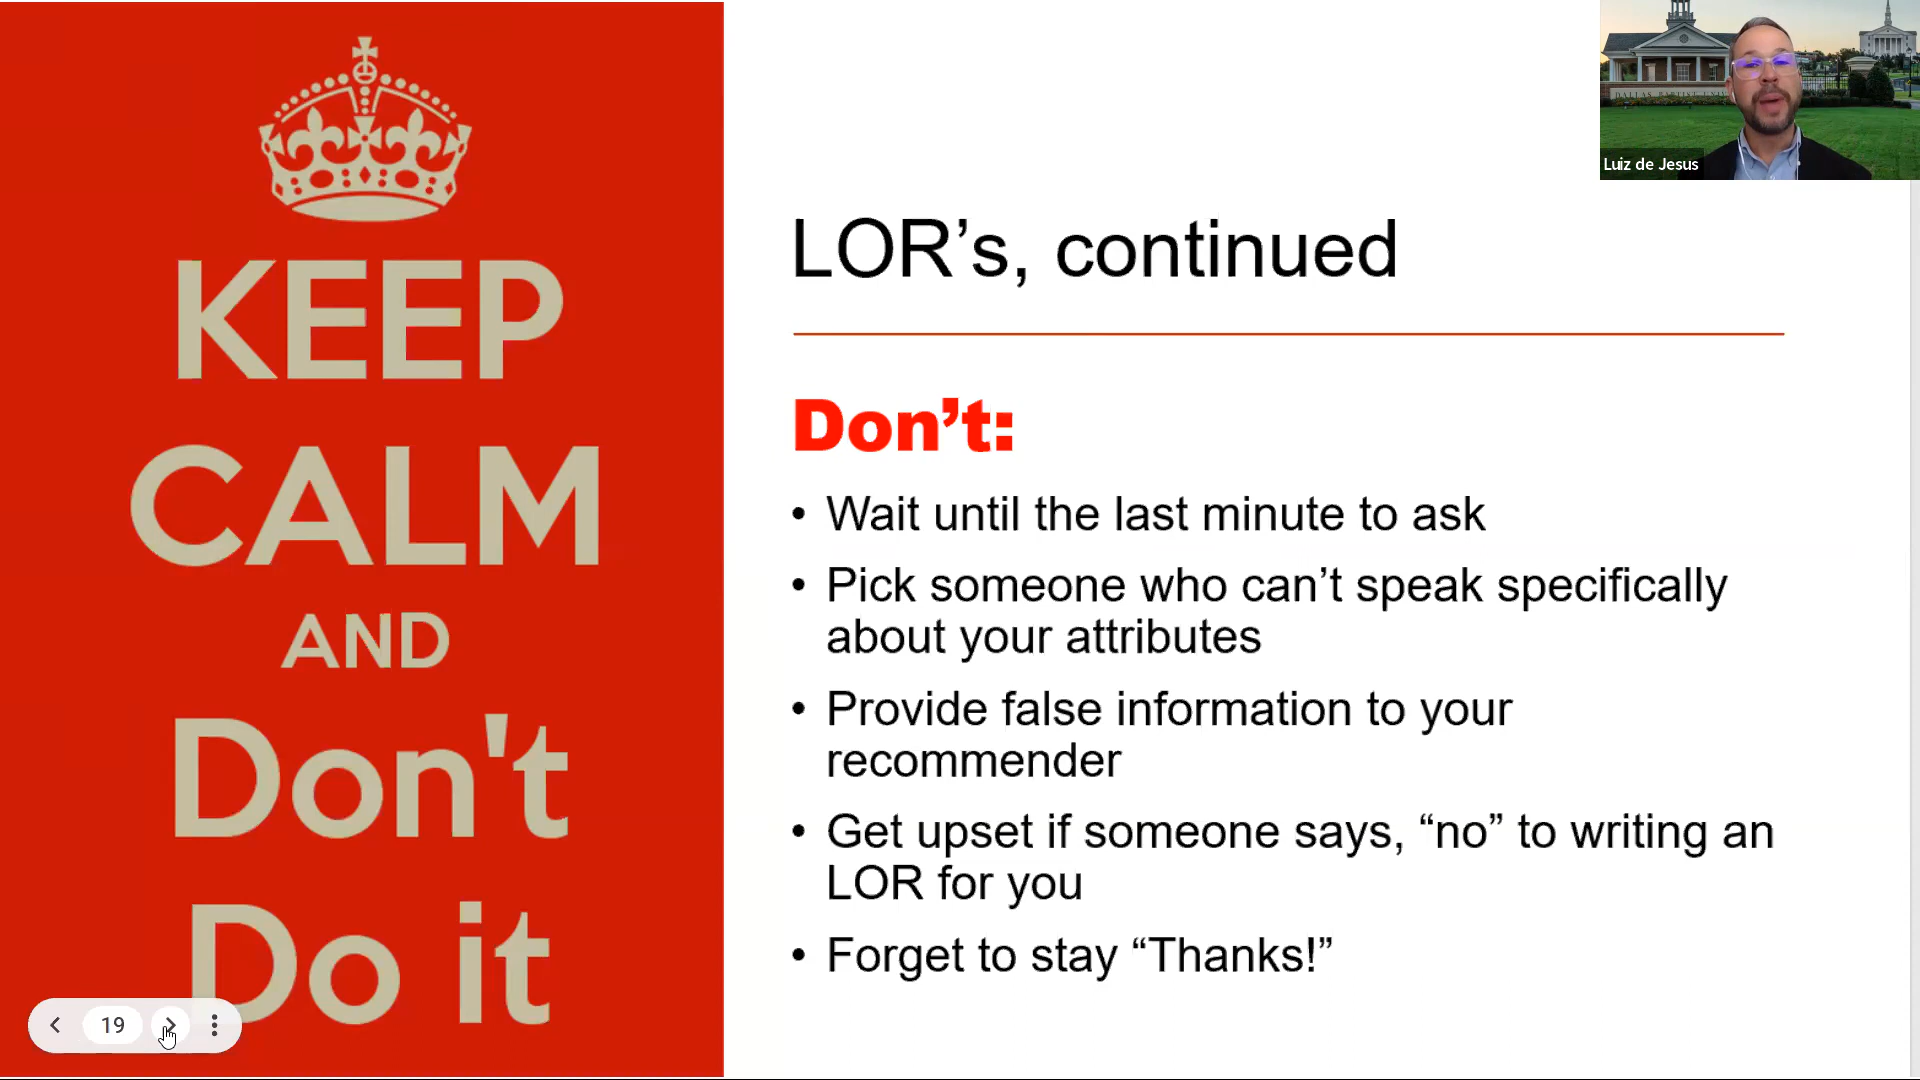 KEEP
CALM
AND
Don't
Do it
19
LOR’s, continued
Don’t:
• Wait until the last minute to ask
• Pick someone who can’t speak specifically
about your attributes
• Provide false information to your
recommender
• Get upset if someone says, “no” to writing an
LOR for you
• Forget to stay “Thanks!”
Luiz de Jesus